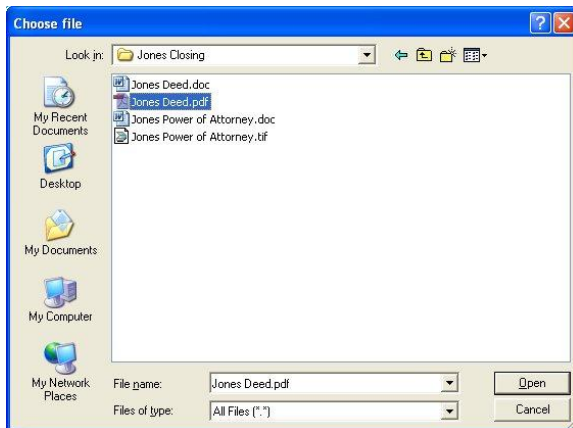 Choose file
Look in:
Jones Closing
Jones Deed.doc
Jones Deed.pdf
Jones Power of Attorney.doc
Jones Power of Attorney.tif
My Recent
Documents
Desktop
My Documents
My Computer
My Network
Places
File name:
Jones Deed.pdf
Open
Files of type:
All Files (*.*)
Cancel